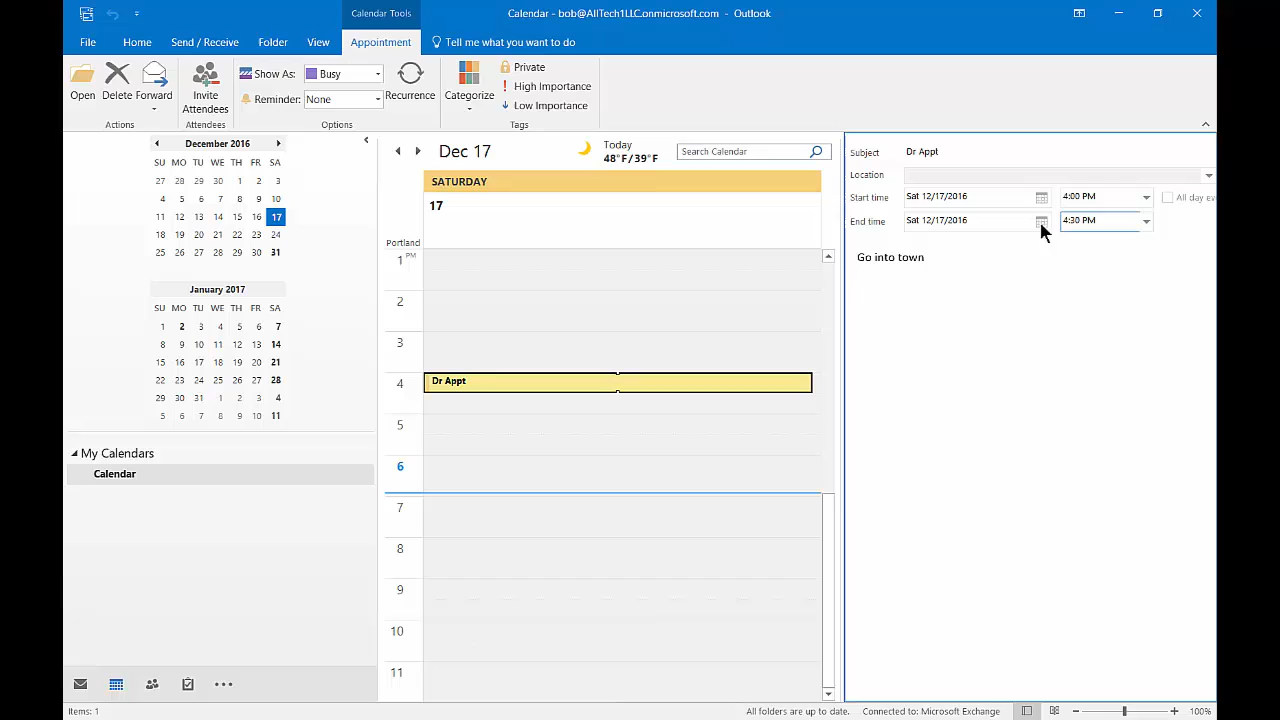 Calendar Tools
Calendar - bob@AllTech1LLC.onmicrosoft.com - Outlook
File Home Send / Receive Folder View Appointment Tell me what you want to do
Open Delete Forward
Actions
Invite Attendees
Attendees
Show As: Busy
Reminder: None
Recurrence
Options
Categorize
Private
High Importance
Low Importance
Tags
December 2016
SU MO TU WE TH FR SA
27 28 29 30 1 2 3
4 5 6 7 8 9 10
11 12 13 14 15 16 17
18 19 20 21 22 23 24
25 26 27 28 29 30 31
January 2017
SU MO TU WE TH FR SA
1 2 3 4 5 6 7
8 9 10 11 12 13 14
15 16 17 18 19 20 21
22 23 24 25 26 27 28
29 30 31 1 2 3 4
5 6 7 8 9 10 11
My Calendars
Calendar
Items: 1
Dec 17
Today
48°F/39°F
Search Calendar
SATURDAY
17
Portland
1 PM
2
3
4 Dr Appt
5
6
7
8
9
10
11
Subject Dr Appt
Location
Start time Sat 12/17/2016 4:00 PM All day ev
End time Sat 12/17/2016 4:30 PM
Go into town
All folders are up to date. Connected to: Microsoft Exchange 100%